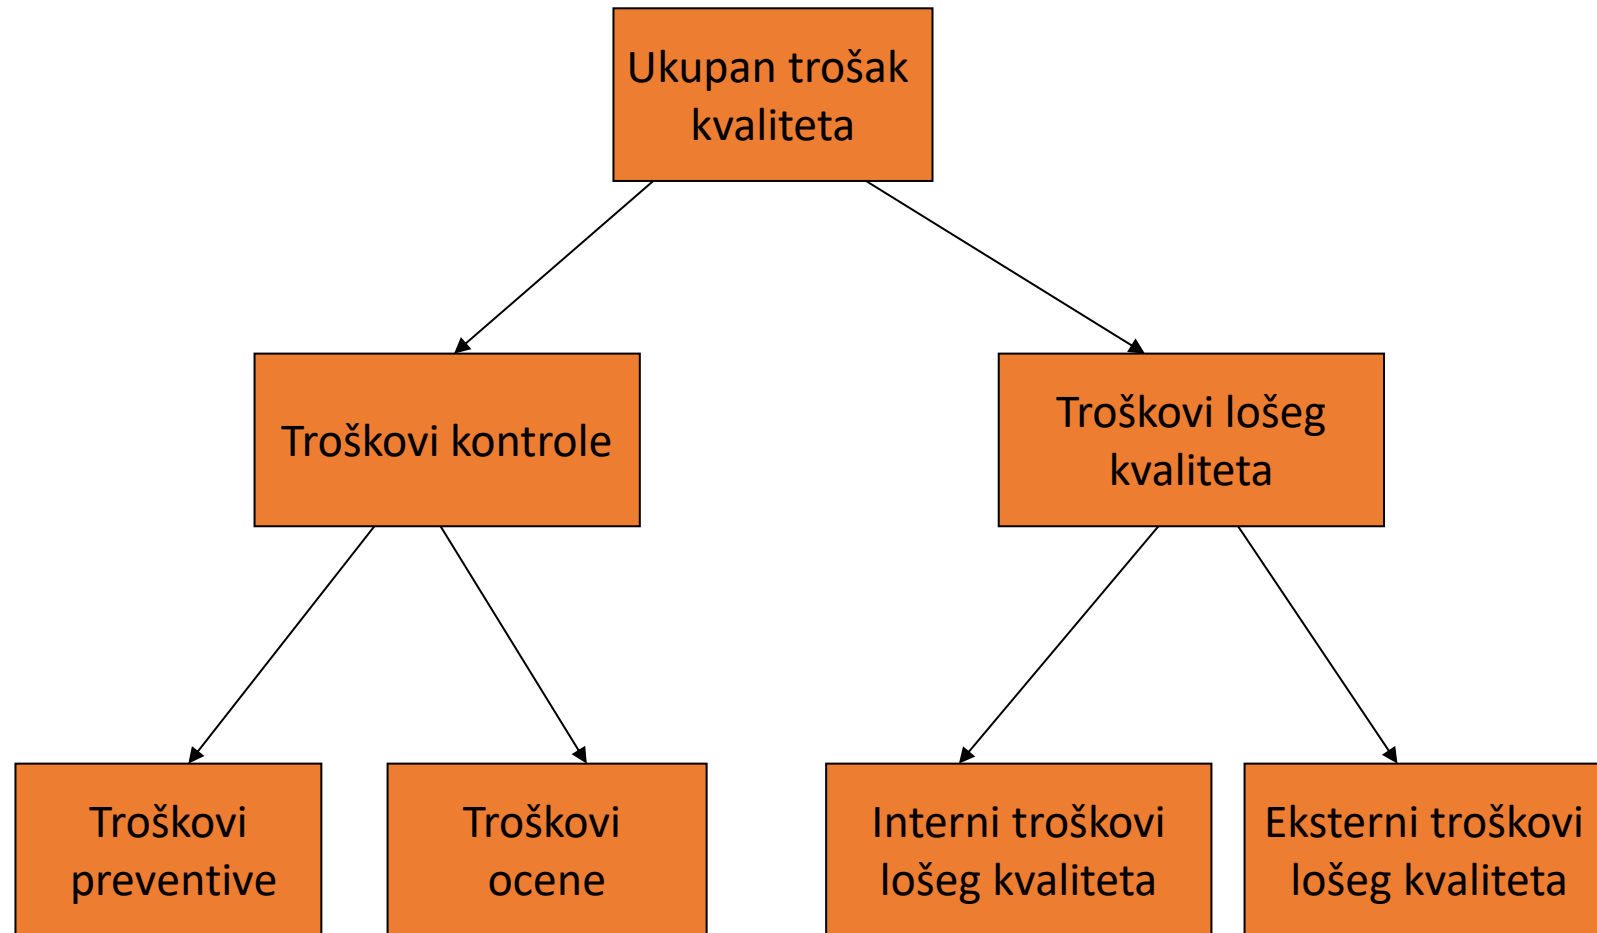 Ukupan trošak
kvaliteta
Troškovi kontrole
Troškovi lošeg
kvaliteta
Troškovi
preventive
Troškovi
ocene
Interni troškovi
lošeg kvaliteta
Eksterni troškovi
lošeg kvaliteta